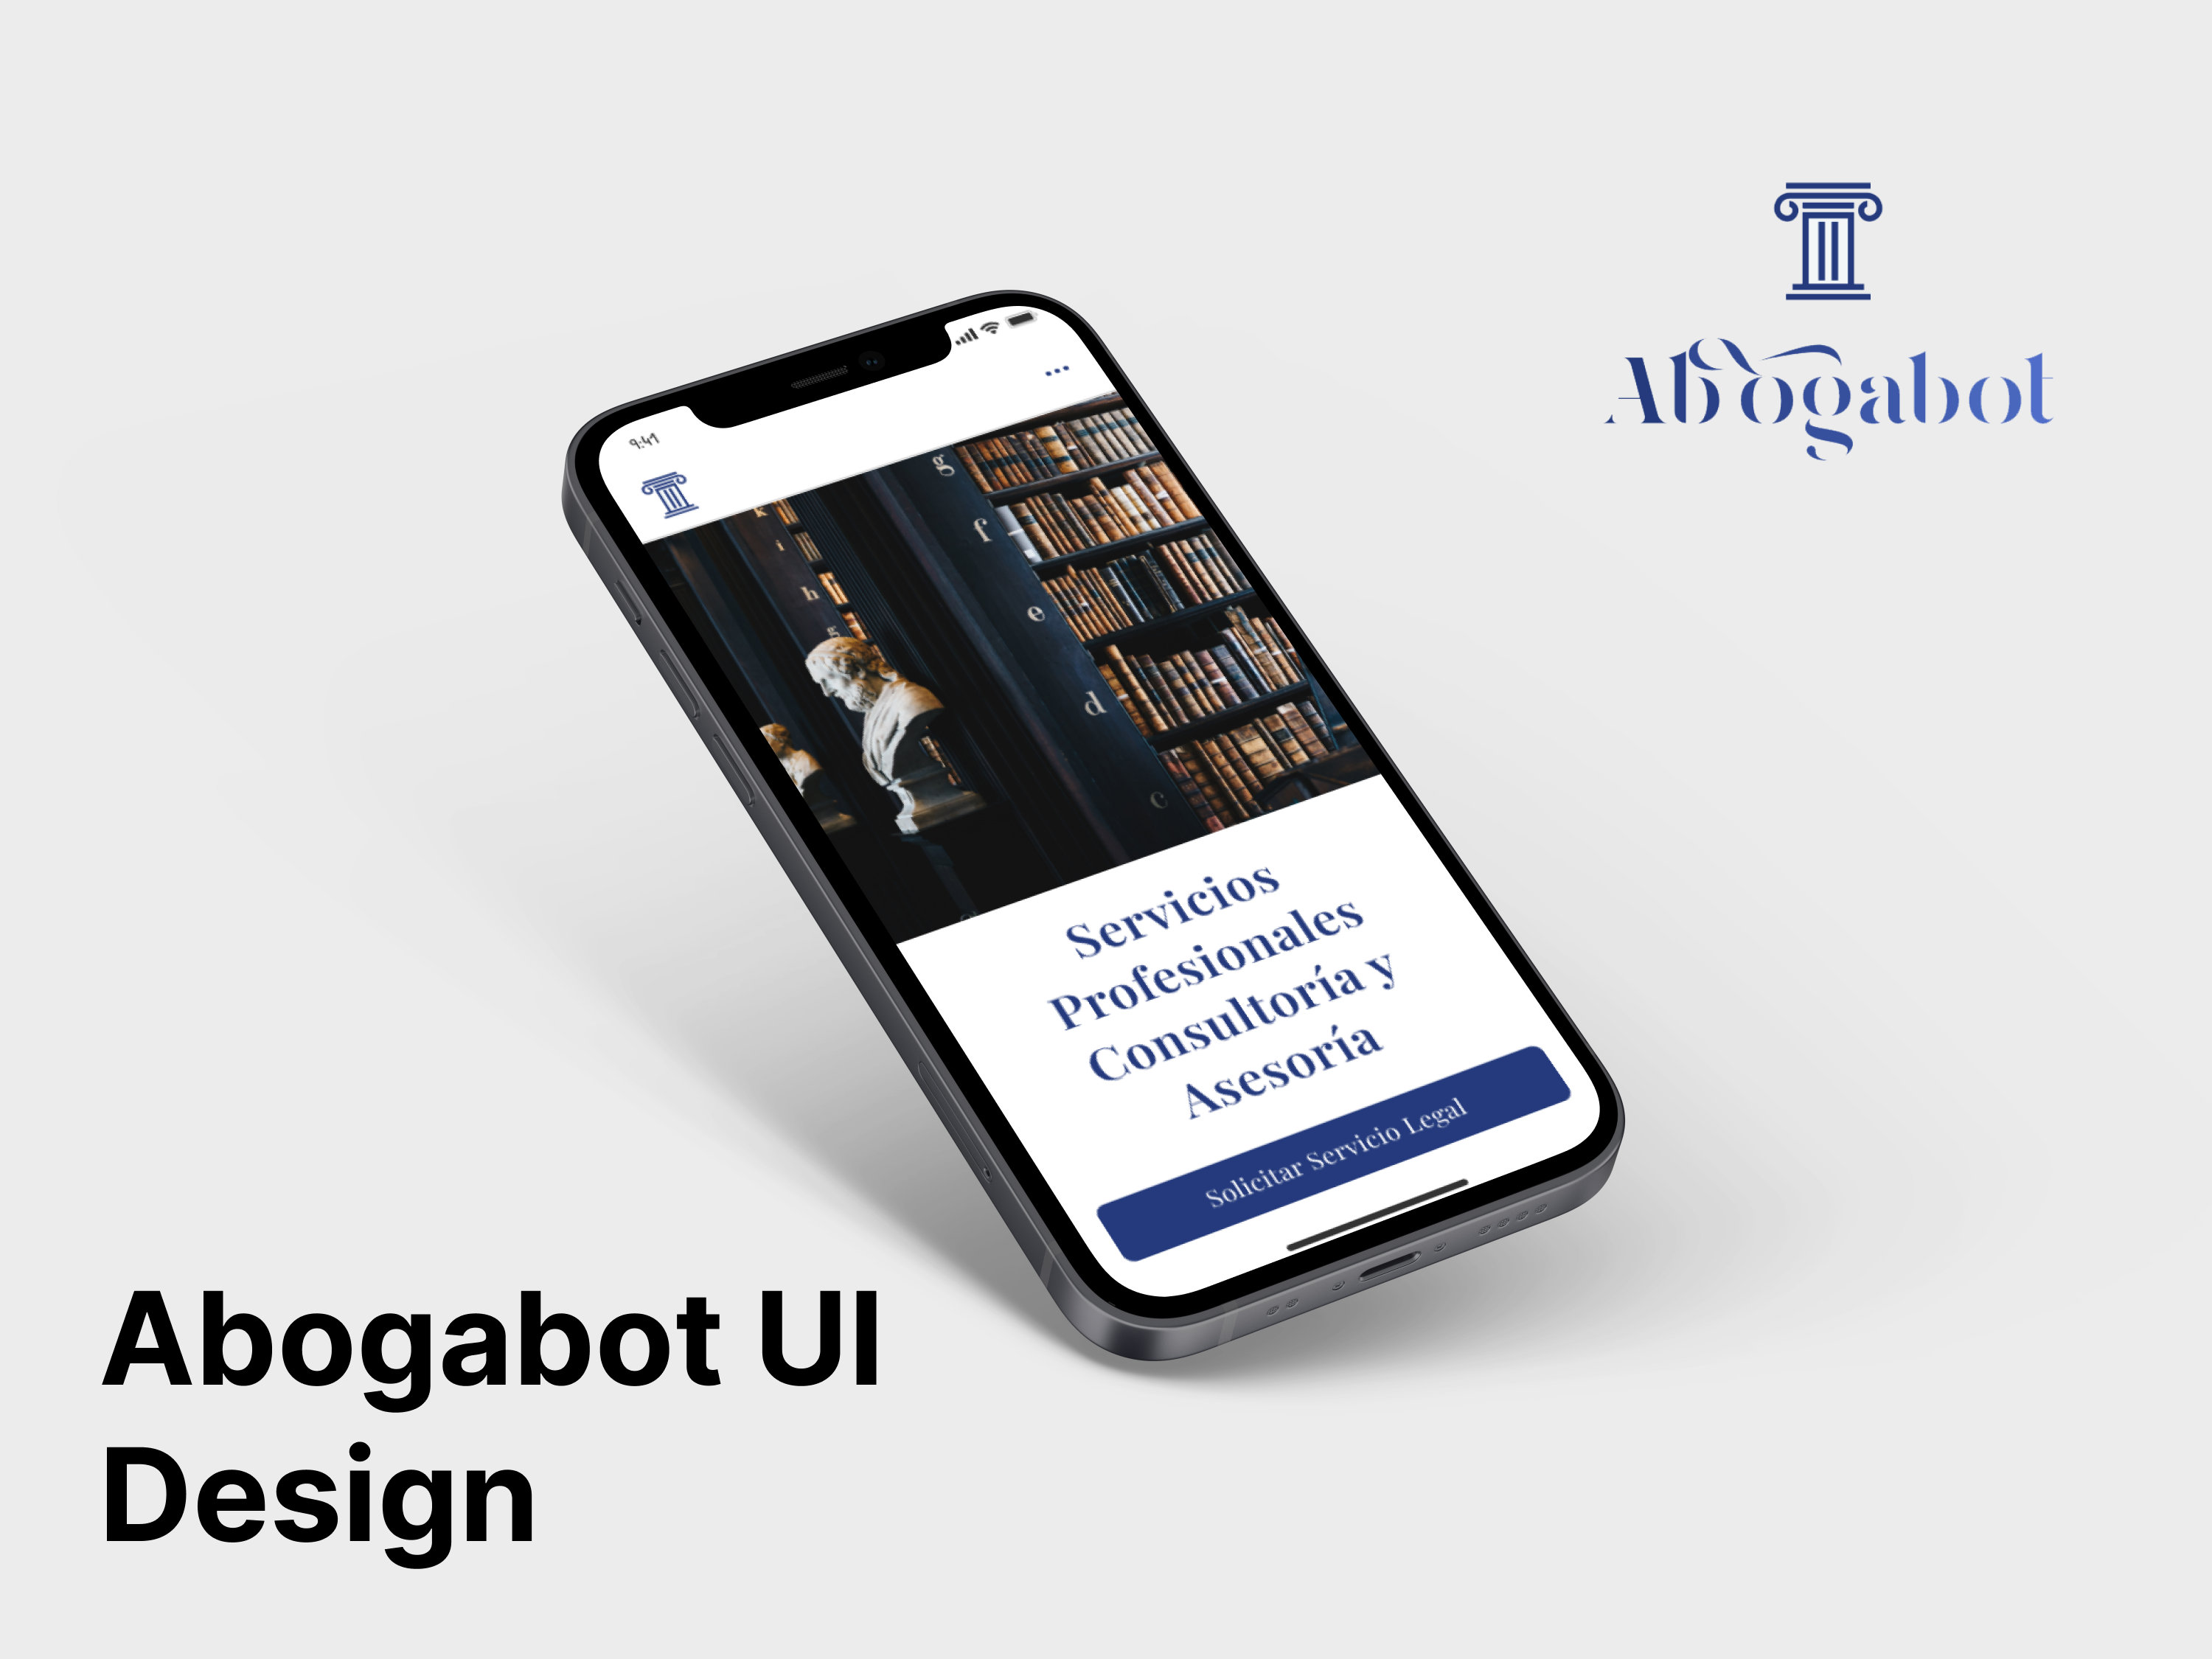 Abogabot
9:41
k
i
h
g
g
f
e
d
c
Servicios
Profesionales
Consultoría y
Asesoría
Solicitar Servicio Legal
Abogabot UI
Design